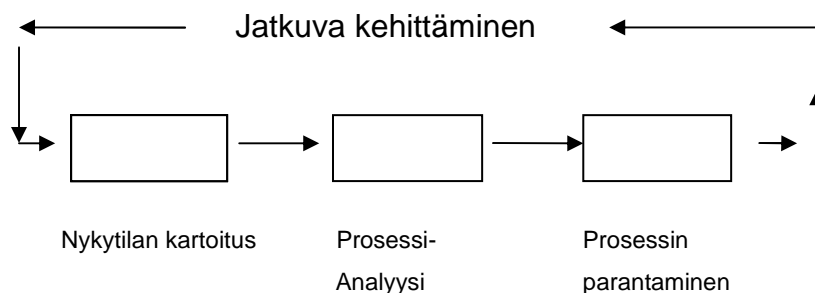 Jatkuva kehittäminen
Nykytilan kartoitus
Prosessi-
Analyysi
Prosessin
parantaminen